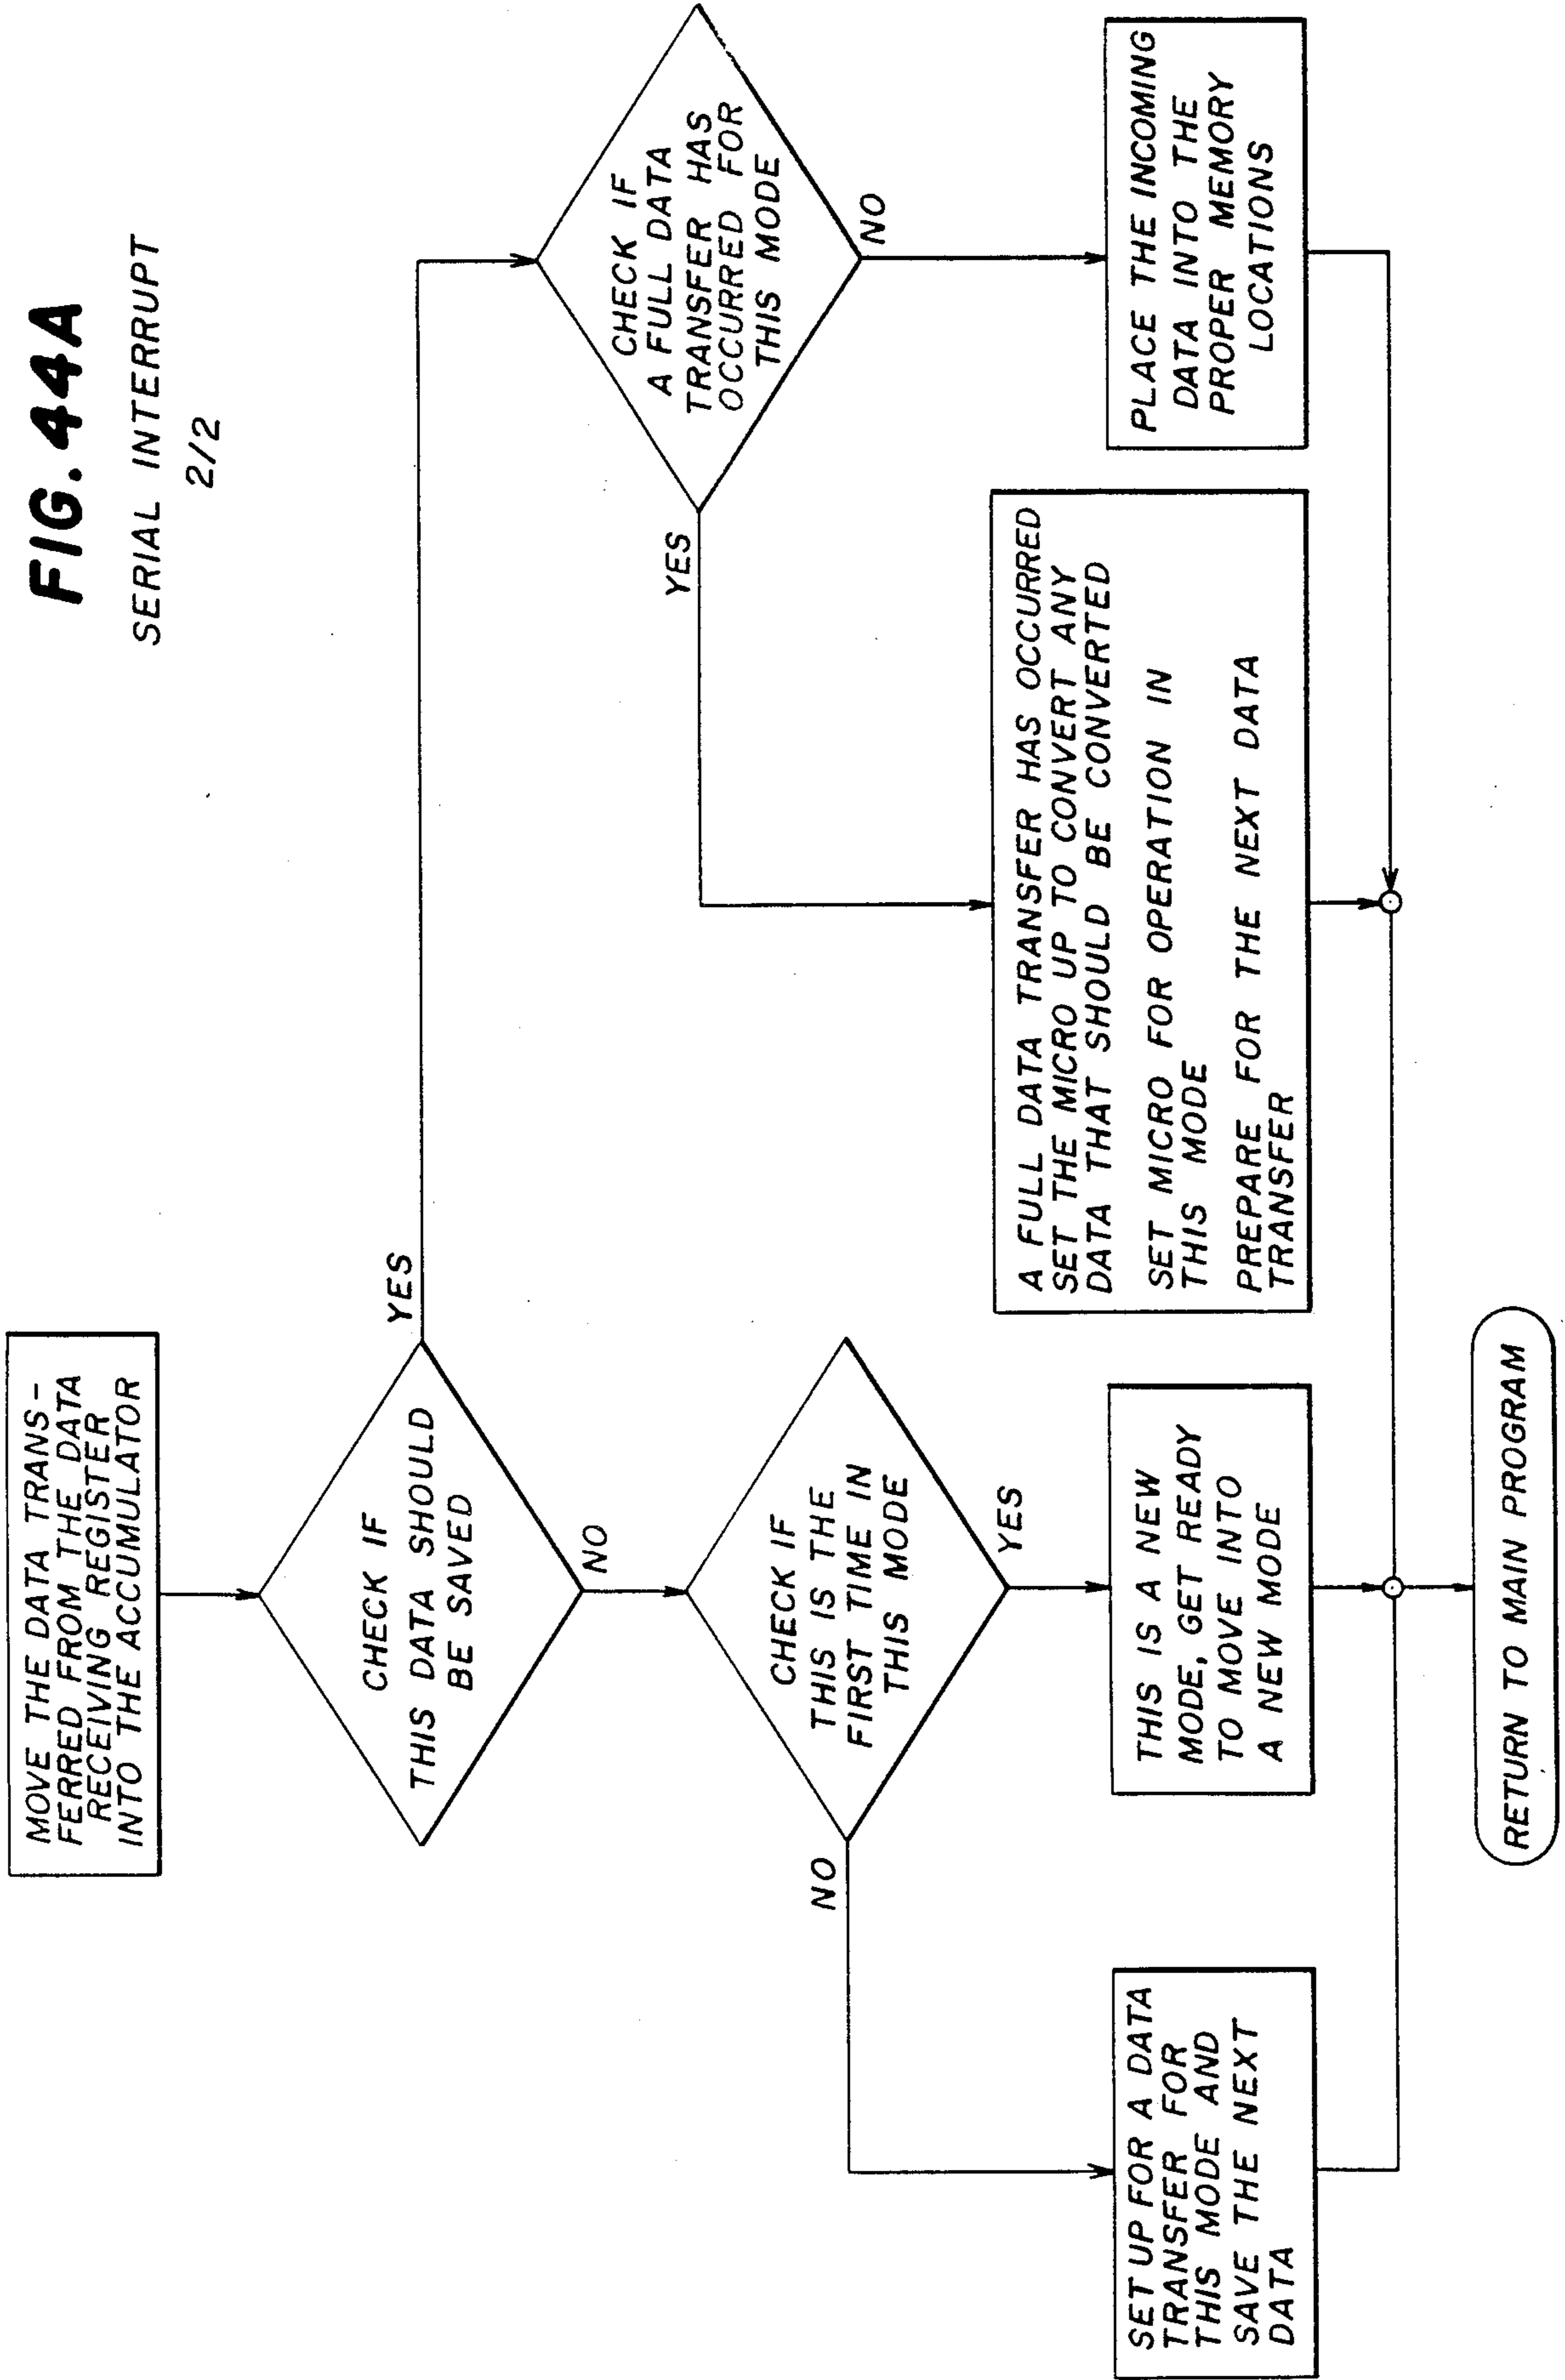 FIG. 44A
SERIAL INTERRUPT
2/2
MOVE THE DATA TRANS-
FERRED FROM THE DATA
RECEIVING REGISTER
INTO THE ACCUMULATOR
CHECK IF
THIS DATA SHOULD
BE SAVED
YES
NO
CHECK IF
THIS IS THE
FIRST TIME IN
THIS MODE
NO
YES
CHECK IF
A FULL DATA
TRANSFER HAS
OCCURRED FOR
THIS MODE
YES
NO
SET UP FOR A DATA
TRANSFER FOR
THIS MODE AND
SAVE THE NEXT
DATA
THIS IS A NEW
MODE, GET READY
TO MOVE INTO
A NEW MODE
A FULL DATA TRANSFER HAS OCCURRED
SET THE MICRO UP TO CONVERT ANY
DATA THAT SHOULD BE CONVERTED
SET MICRO FOR OPERATION IN
THIS MODE
PREPARE FOR THE NEXT DATA
TRANSFER
PLACE THE INCOMING
DATA INTO THE
PROPER MEMORY
LOCATIONS
RETURN TO MAIN PROGRAM